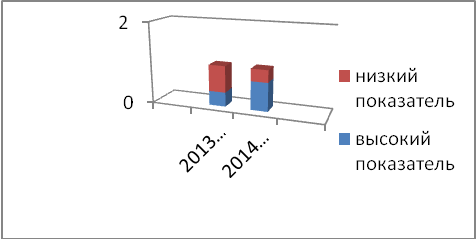 2
0
2013...
2014...
низкий
показатель
высокий
показатель